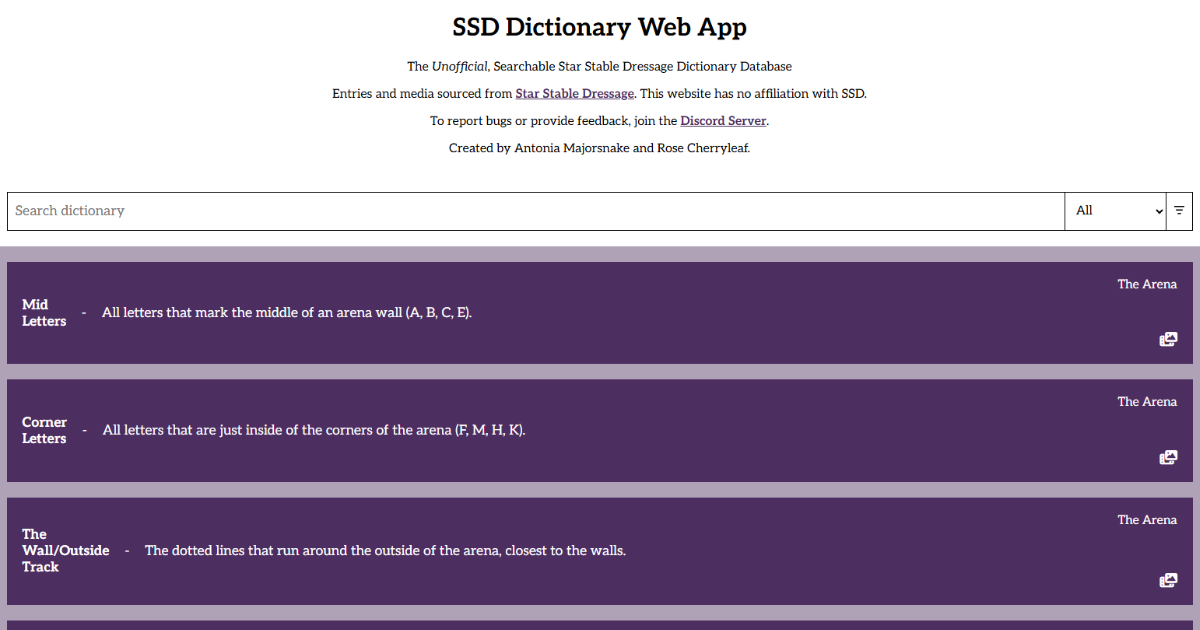 SSD Dictionary Web App
The Unofficial, Searchable Star Stable Dressage Dictionary Database
Entries and media sourced from Star Stable Dressage. This website has no affiliation with SSD.
To report bugs or provide feedback, join the Discord Server.
Created by Antonia Majorsnake and Rose Cherryleaf.
Search dictionary
All
The Arena
Mid
Letters
- All letters that mark the middle of an arena wall (A, B, C, E).
The Arena
Corner
Letters
- All letters that are just inside of the corners of the arena (F, M, H, K).
The Arena
The
Wall/Outside
Track
- The dotted lines that run around the outside of the arena, closest to the walls.